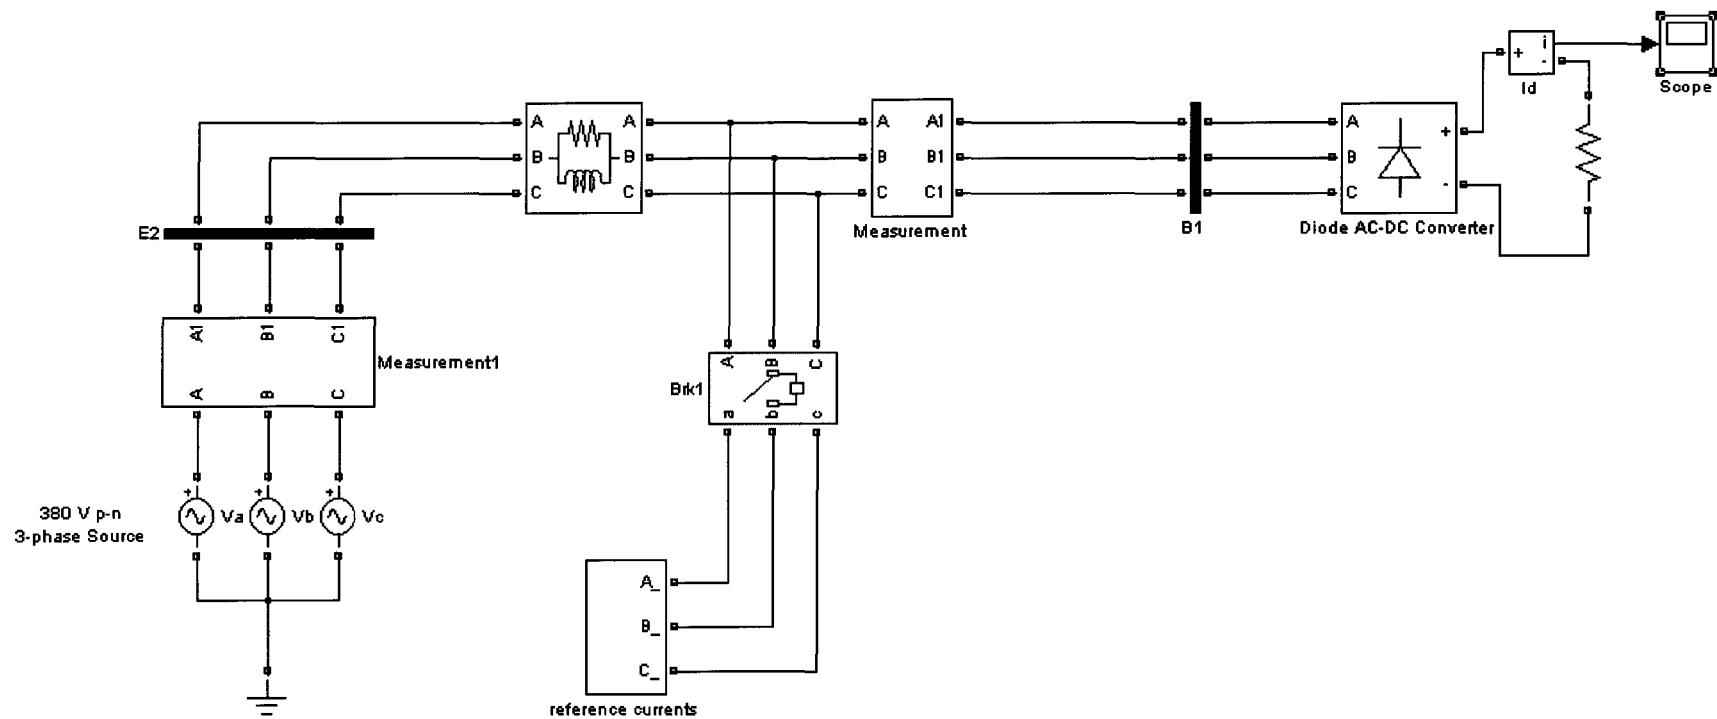 i
+
-
Id
Scope
A A
B B
C C
A A1
B B1
C C1
Measurement
B1
A +
B
C -
Diode AC-DC Converter
E2
A1 B1 C1
A B C
Measurement1
A B C
a b c
Brk1
380 V p-n
3-phase Source
+ Va + Vb + Vc
A_
B_
C_
reference currents